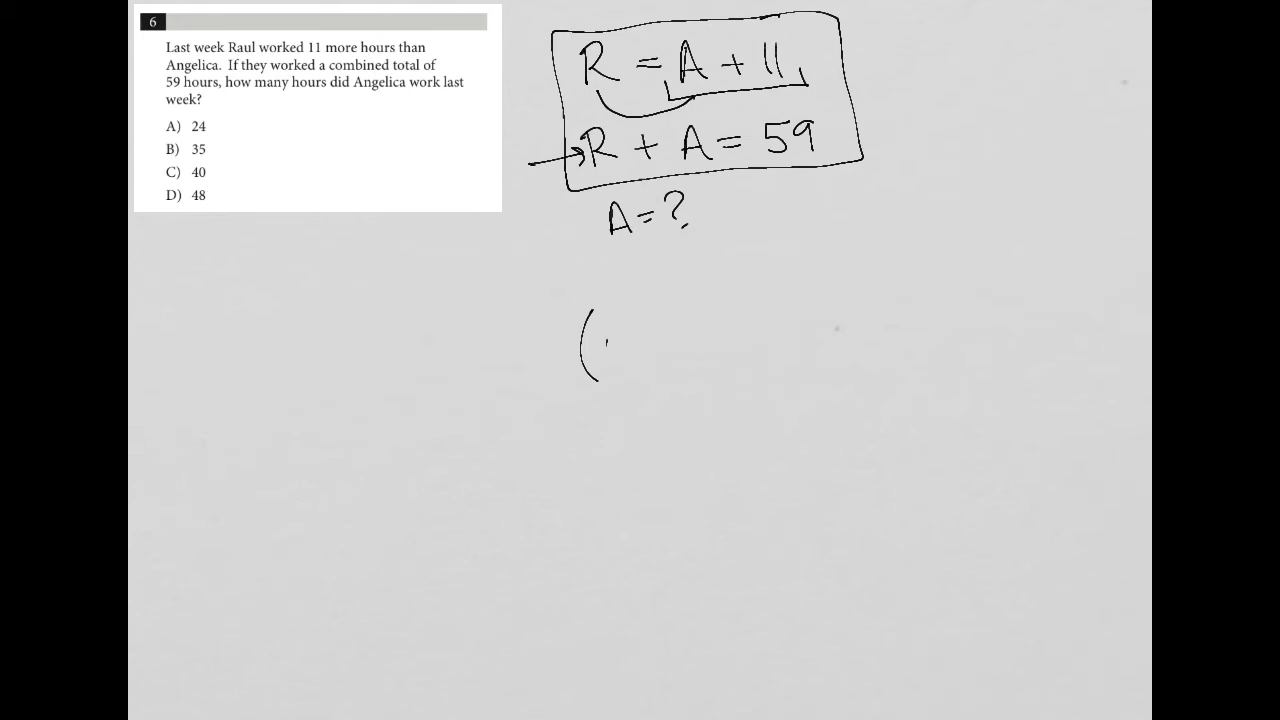 6
Last week Raul worked 11 more hours than
Angelica. If they worked a combined total of
59 hours, how many hours did Angelica work last
week?
A) 24
B) 35
C) 40
D) 48
R = A + 11
R + A = 59
A = ?
(